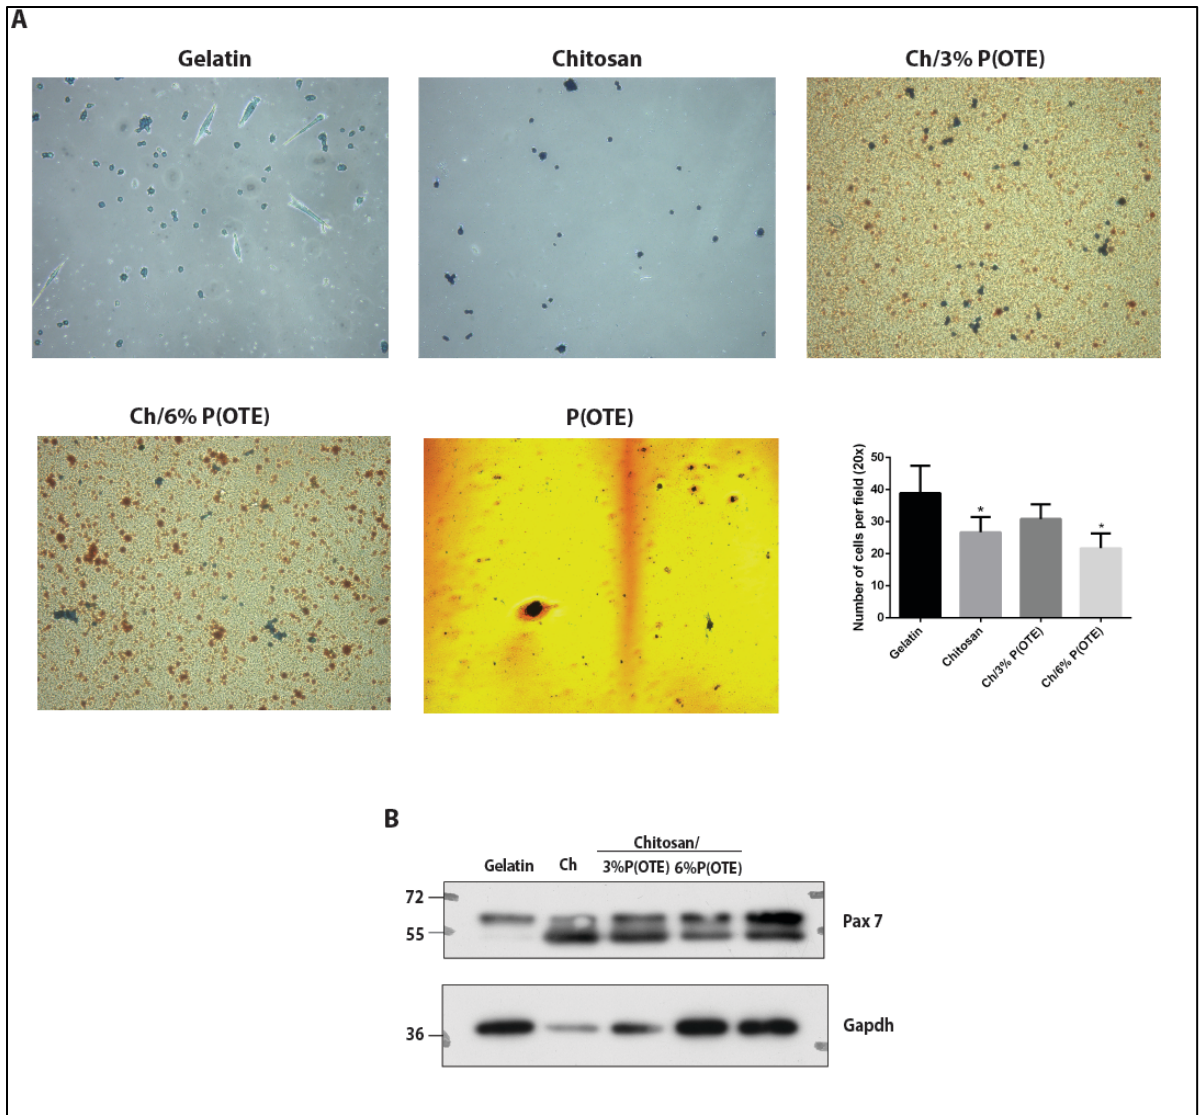 A
Gelatin
Chitosan
Ch/3% P(OTE)
Ch/6% P(OTE)
P(OTE)
Number of cells per field (20x)
50
40
30
20
10
0
*
*
Gelatin
Chitosan
Ch/3% P(OTE)
Ch/6% P(OTE)
B
Chitosan/
Gelatin Ch 3%P(OTE) 6%P(OTE)
72
55
Pax 7
36
Gapdh